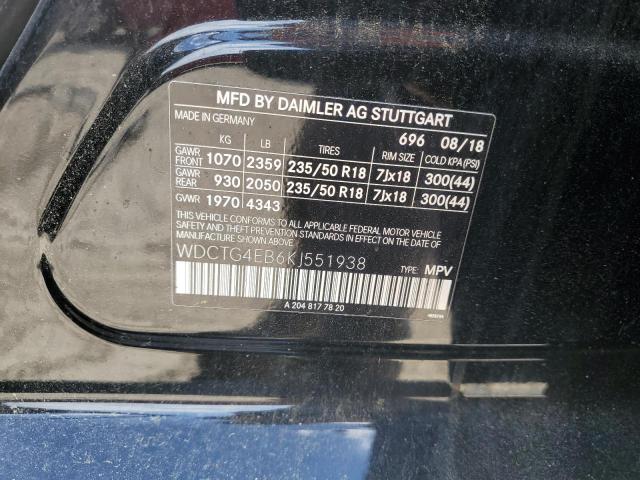 MFD BY DAIMLER AG STUTTGART
MADE IN GERMANY 696 08/18
KG LB TIRES RIM SIZE COLD KPA (PSI)
GAWR FRONT 1070 2359 235/50 R18 7Jx18 300(44)
GAWR REAR 930 2050 235/50 R18 7Jx18 300(44)
GVWR 1970 4343
THIS VEHICLE CONFORMS TO ALL APPLICABLE FEDERAL MOTOR VEHICLE
SAFETY, BUMPER, AND THEFT PREVENTION STANDARDS IN EFFECT ON THE DATE OF
MANUFACTURE SHOWN ABOVE.
WDCTG4EB6KJ551938 TYPE: MPV
A 204 817 78 20